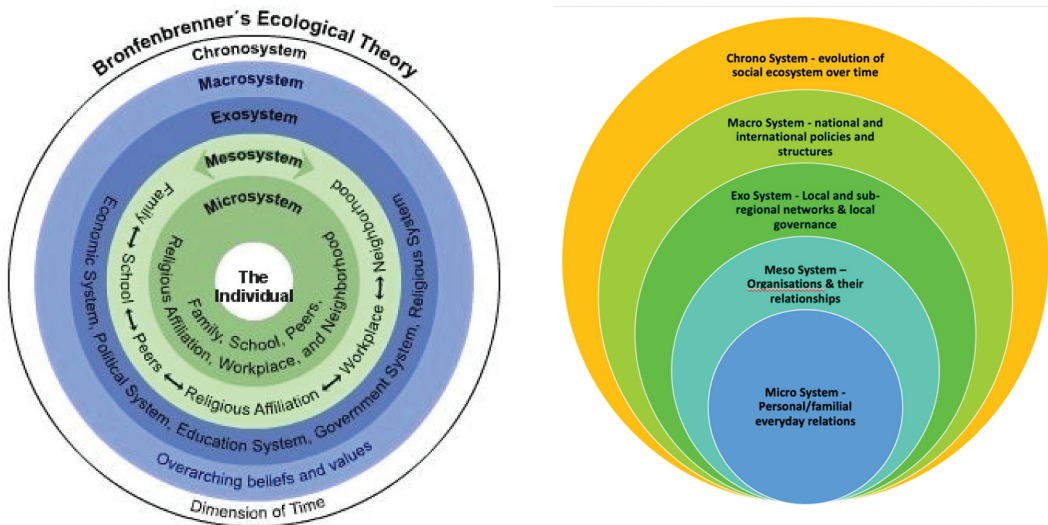 Bronfenbrenner´s Ecological Theory
Chronosystem
Macrosystem
Exosystem
Mesosystem
Microsystem
The
Individual
Family, School, Peers,
Religious Affiliation, Workplace, and Neighborhood
Family ↔ School ↔ Peers ↔ Religious Affiliation ↔ Workplace ↔ Neighborhood
Economic System, Political System, Education System, Government System, Religious System
Overarching beliefs and values
Dimension of Time
Chrono System - evolution of
social ecosystem over time
Macro System - national and
international policies and
structures
Exo System - Local and sub-
regional networks & local
governance
Meso System –
Organisations & their
relationships
Micro System -
Personal/familial
everyday relations